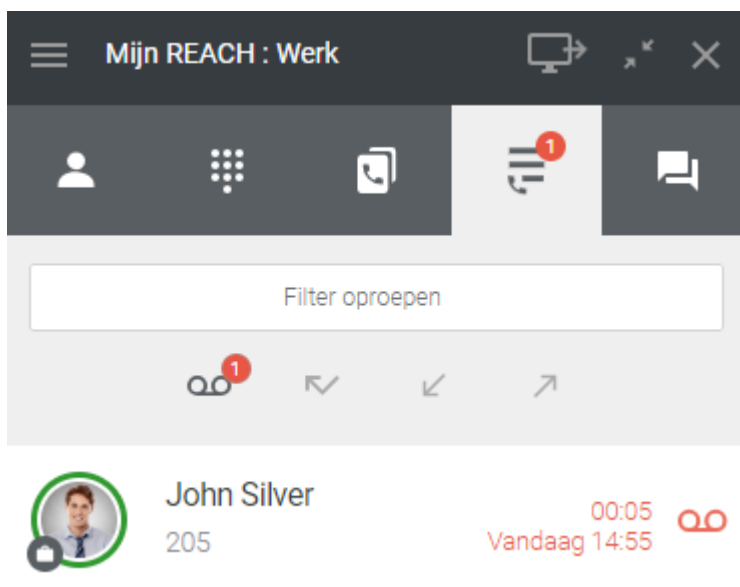 Mijn REACH : Werk
1
Filter oproepen
1
John Silver
205
00:05
Vandaag 14:55